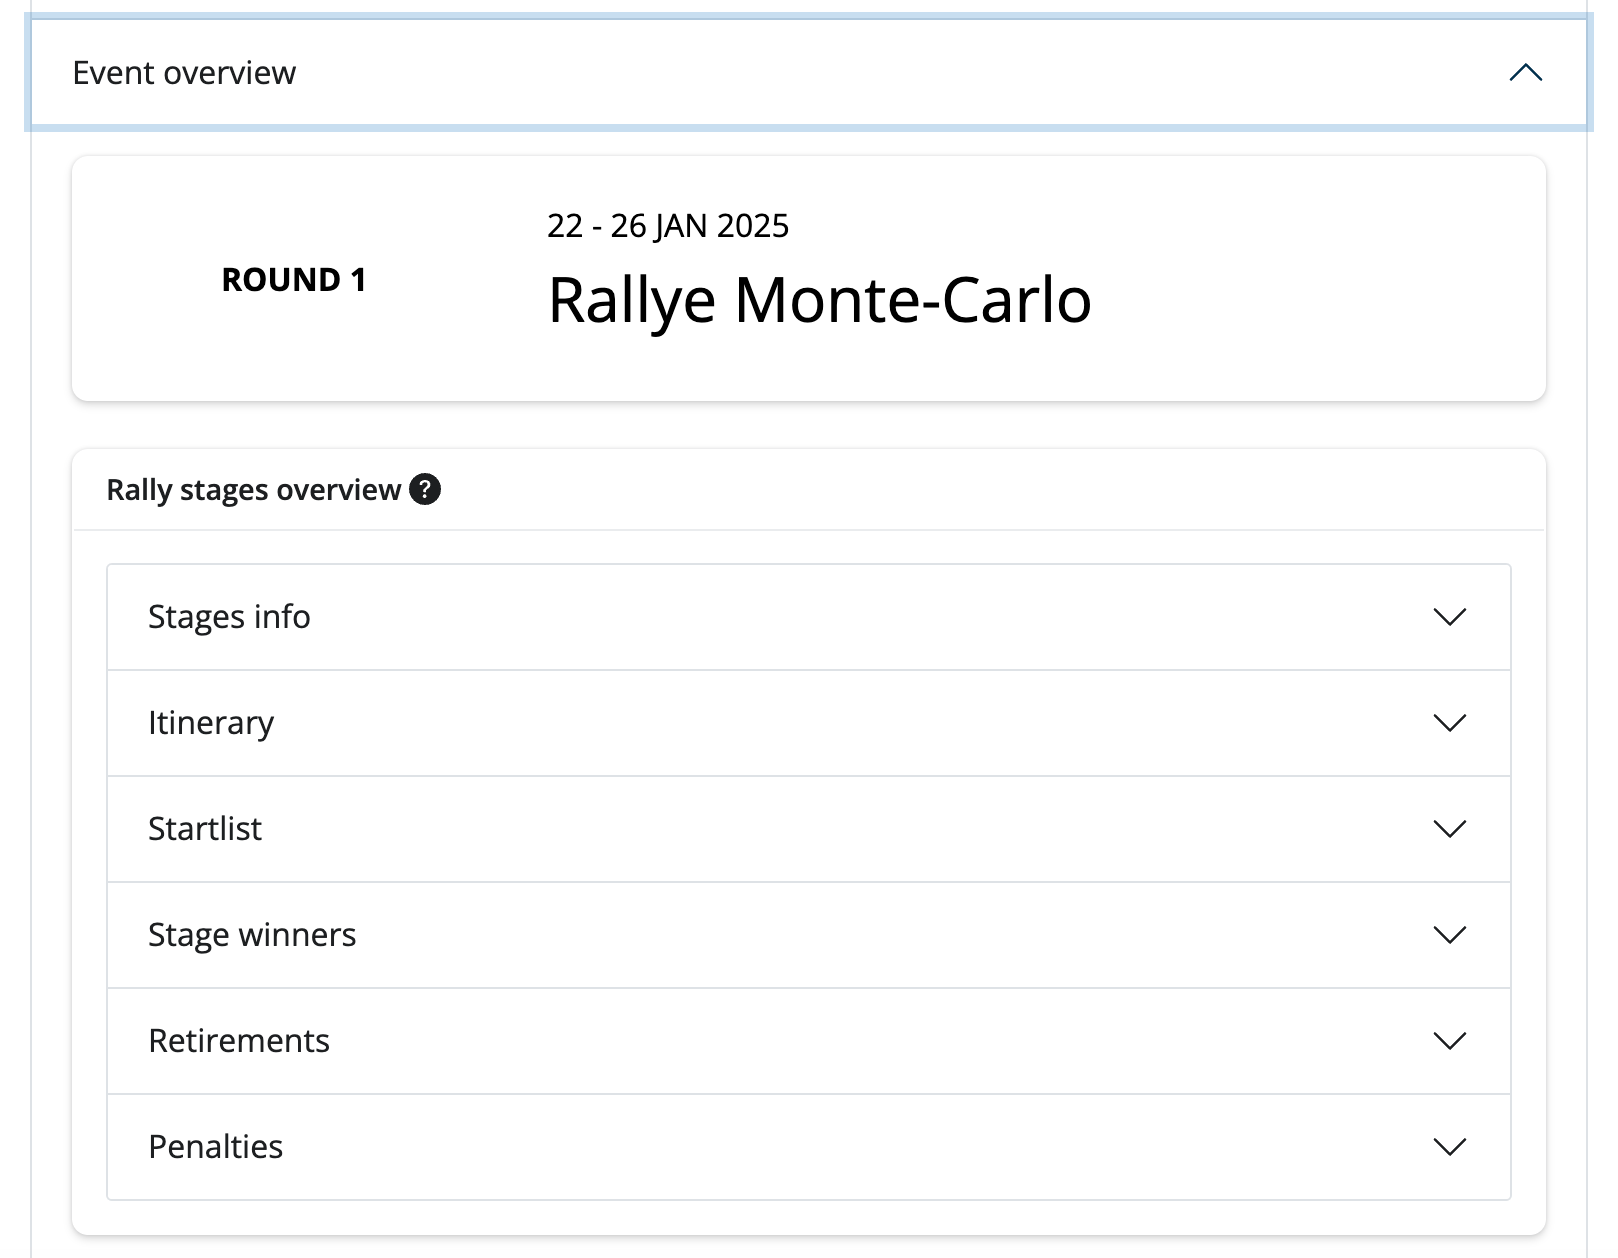 Event overview
ROUND 1
22 - 26 JAN 2025
Rallye Monte-Carlo
Rally stages overview ?
Stages info
Itinerary
Startlist
Stage winners
Retirements
Penalties